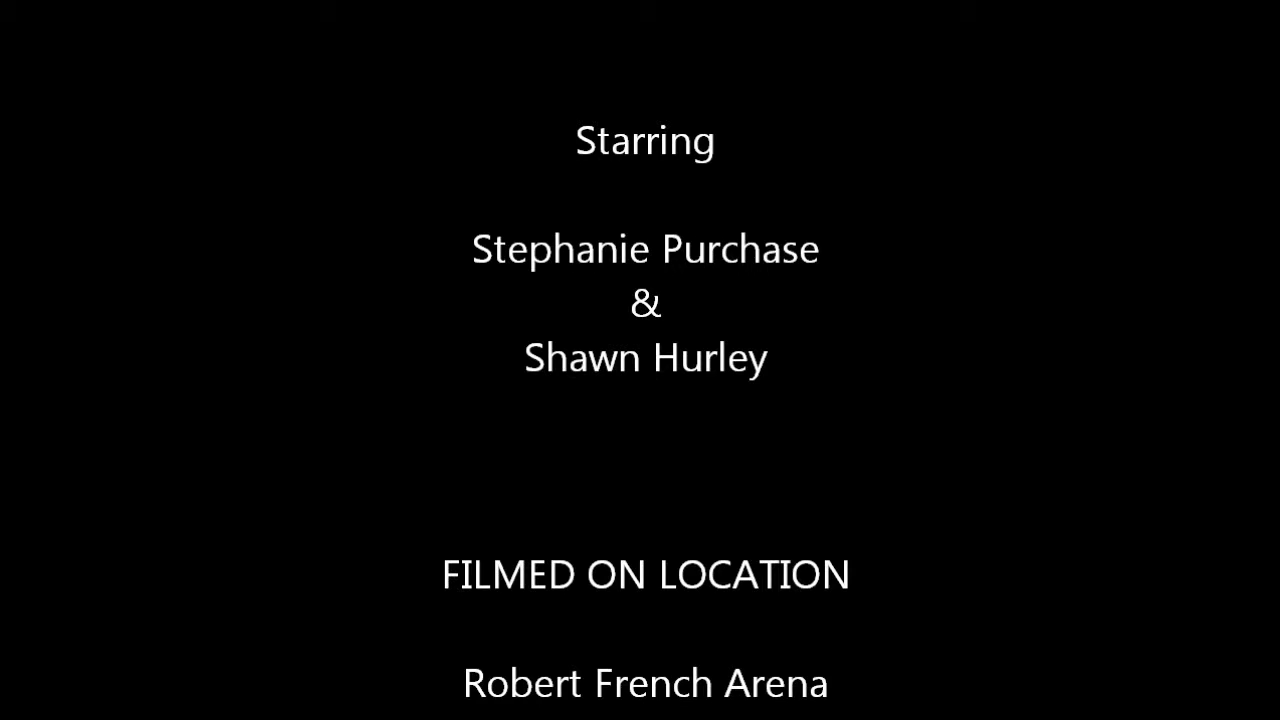 Starring
Stephanie Purchase
&
Shawn Hurley
FILMED ON LOCATION
Robert French Arena